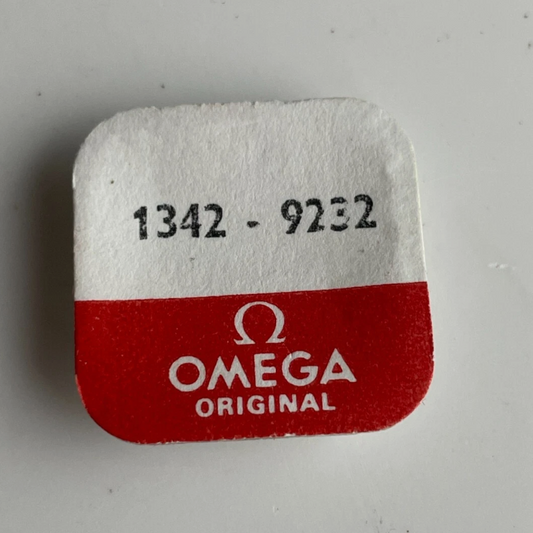 1342 - 9232
Ω
OMEGA
ORIGINAL